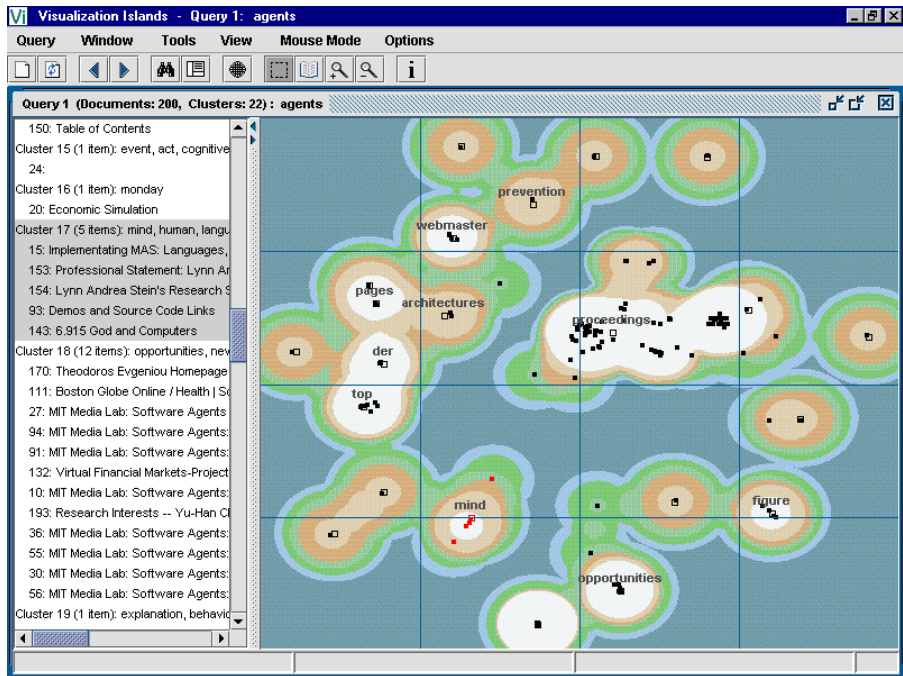 Vi Visualization Islands - Query 1: agents
Query Window Tools View Mouse Mode Options
i
Query 1 (Documents: 200, Clusters: 22) : agents
150: Table of Contents
Cluster 15 (1 item): event, act, cognitive
24:
Cluster 16 (1 item): monday
20: Economic Simulation
Cluster 17 (5 items): mind, human, langu
15: Implementating MAS: Languages,
153: Professional Statement: Lynn An
154: Lynn Andrea Stein's Research S
93: Demos and Source Code Links
143: 6.915 God and Computers
Cluster 18 (12 items): opportunities, new
170: Theodoros Evgeniou Homepage
111: Boston Globe Online / Health | Sc
27: MIT Media Lab: Software Agents
94: MIT Media Lab: Software Agents:
91: MIT Media Lab: Software Agents:
132: Virtual Financial Markets-Project
10: MIT Media Lab: Software Agents:
193: Research Interests -- Yu-Han Cl
36: MIT Media Lab: Software Agents:
55: MIT Media Lab: Software Agents:
30: MIT Media Lab: Software Agents:
56: MIT Media Lab: Software Agents:
Cluster 19 (1 item): explanation, behavio
prevention
webmaster
pages
architectures
proceedings
der
top
mind
figure
opportunities